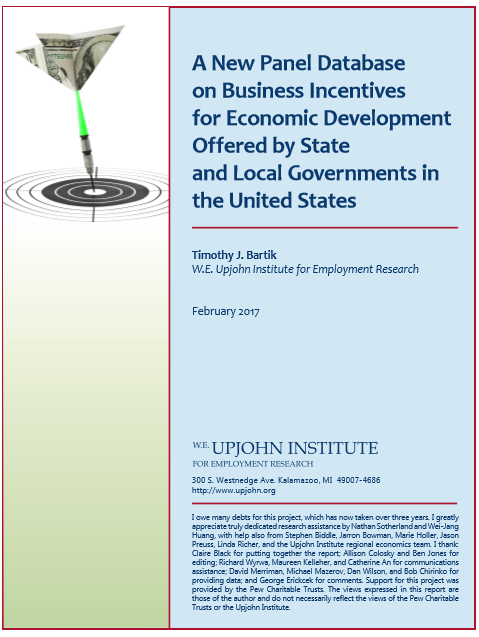 A New Panel Database
on Business Incentives
for Economic Development
Offered by State
and Local Governments in
the United States
Timothy J. Bartik
W.E. Upjohn Institute for Employment Research
February 2017
W.E. UPJOHN INSTITUTE
FOR EMPLOYMENT RESEARCH
300 S. Westnedge Ave. Kalamazoo, MI 49007-4686
http://www.upjohn.org
I owe many debts for this project, which has now taken over three years. I greatly
appreciate truly dedicated research assistance by Nathan Sotherland and Wei-Jang
Huang, with help also from Stephen Biddle, Jarron Bowman, Marie Holler, Jason
Preuss, Linda Richer, and the Upjohn Institute regional economics team. I thank:
Claire Black for putting together the report; Allison Colosky and Ben Jones for
editing; Richard Wyrwa, Maureen Kelleher, and Catherine An for communications
assistance; David Merriman, Michael Mazerov, Dan Wilson, and Bob Chirinko for
providing data; and George Erickcek for comments. Support for this project was
provided by the Pew Charitable Trusts. The views expressed in this report are
those of the author and do not necessarily reflect the views of the Pew Charitable
Trusts or the Upjohn Institute.